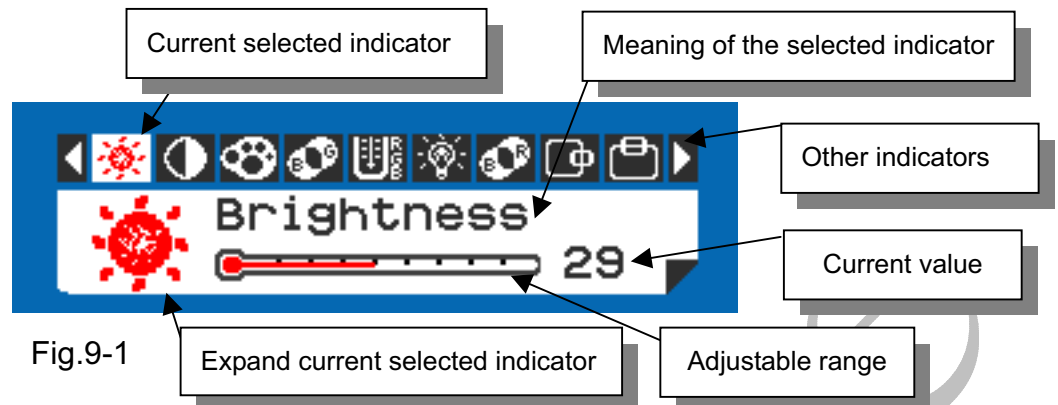 Current selected indicator
Meaning of the selected indicator
B G
R G B
B R
Other indicators
Brightness
29
Current value
Fig.9-1
Expand current selected indicator
Adjustable range